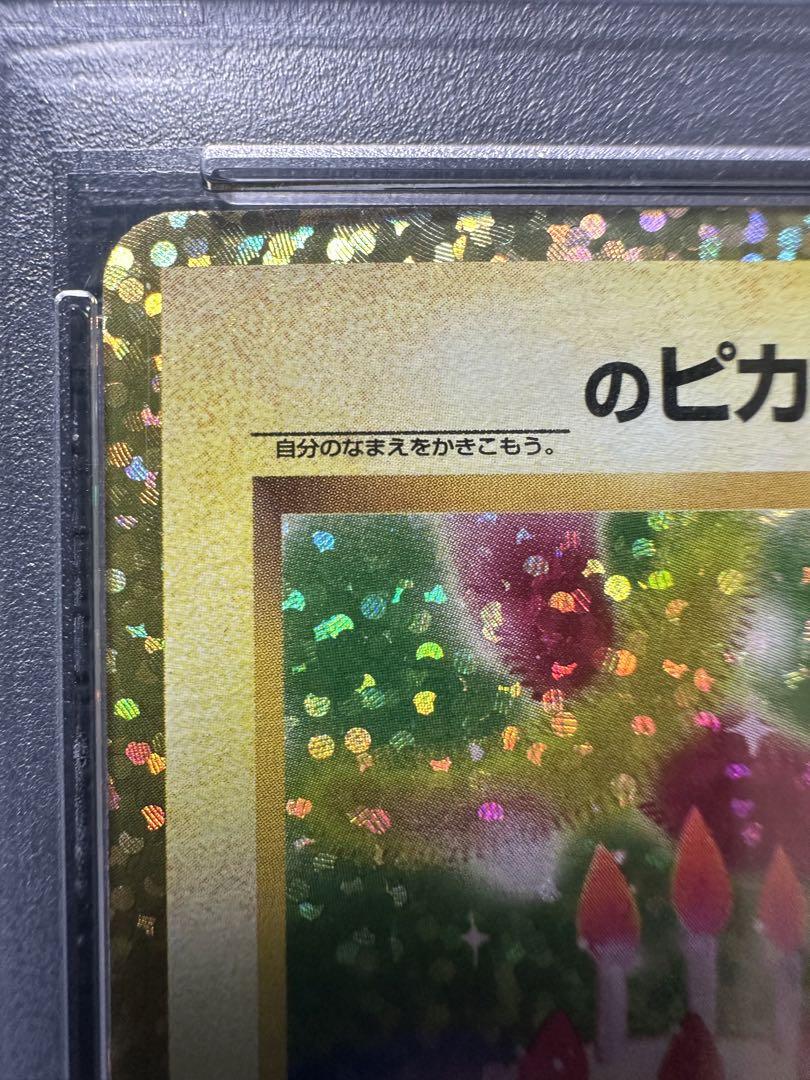 のピカ
自分のなまえをかきこもう。